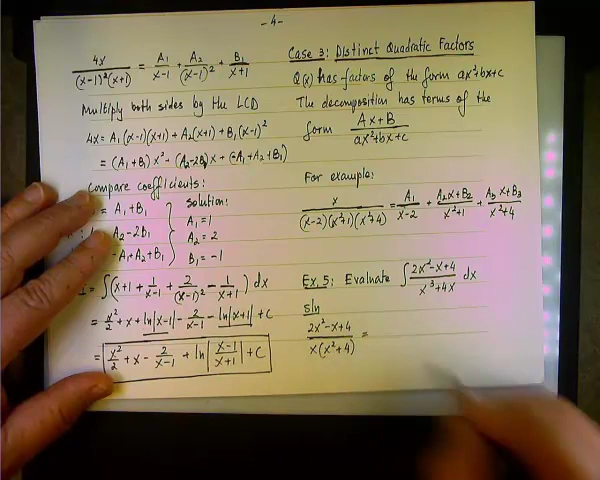 -4-
4x/((x-1)²(x+1)) = A₁/(x-1) + A₂/(x-1)² + B₁/(x+1)
Multiply both sides by the LCD
4x = A₁(x-1)(x+1) + A₂(x+1) + B₁(x-1)²
= (A₁+B₁)x² + (A₂-2B₁)x + (-A₁+A₂+B₁)
Compare coefficients:
= A₁+B₁
A₂-2B₁
-A₁+A₂+B₁
solution:
A₁=1
A₂=2
B₁=-1
I = ∫(x+1 + 1/(x-1) + 2/(x-1)² - 1/(x+1)) dx
= x²/2 + x + ln|x-1| - 2/(x-1) - ln|x+1| + C
= x²/2 + x - 2/(x-1) + ln|(x-1)/(x+1)| + C
Case 3: Distinct Quadratic Factors
Q(x) has factors of the form ax²+bx+c
The decomposition has terms of the
form (Ax+B)/(ax²+bx+c)
For example:
x/((x-2)(x²+1)(x²+4)) = A₁/(x-2) + (A₂x+B₂)/(x²+1) + (A₃x+B₃)/(x²+4)
Ex.5: Evaluate ∫(2x²-x+4)/(x³+4x) dx
sln
(2x²-x+4)/(x(x²+4)) =